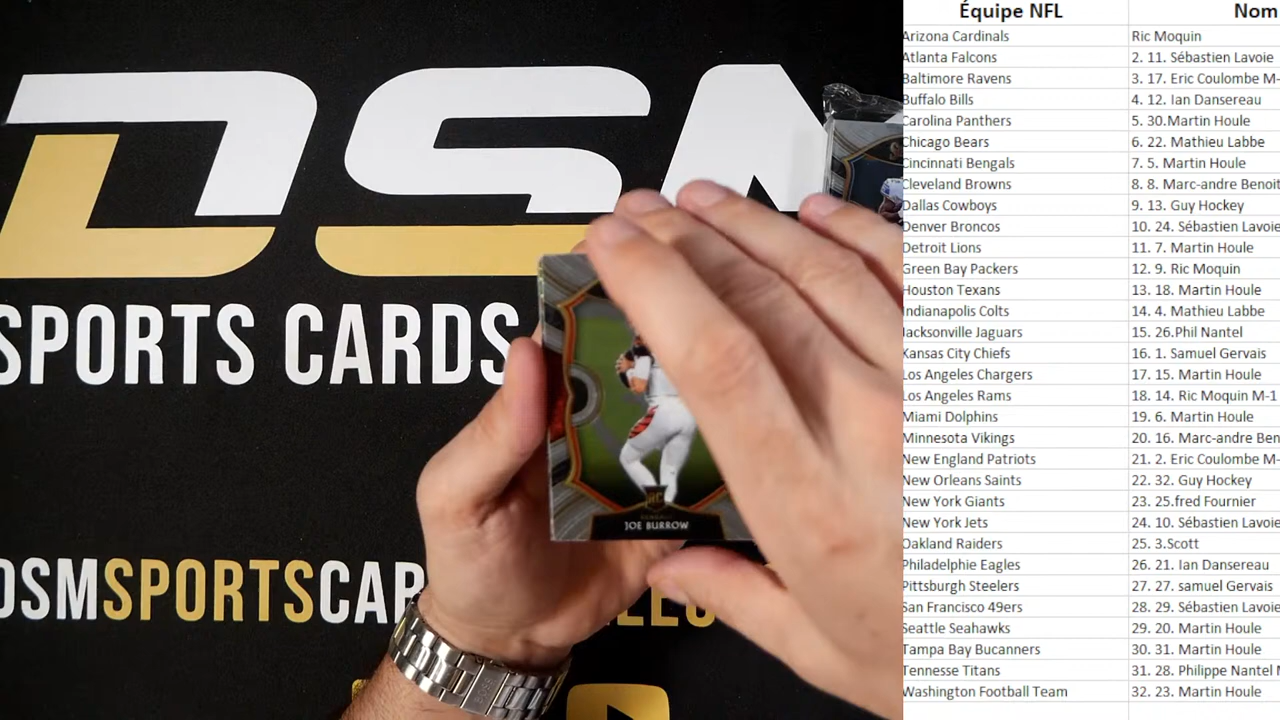 DSM
SPORTS CARDS
DSMSPORTSCAR
JOE BURROW
RC
Équipe NFL Nom
Arizona Cardinals Ric Moquin
Atlanta Falcons 2. 11. Sébastien Lavoie
Baltimore Ravens 3. 17. Eric Coulombe M-
Buffalo Bills 4. 12. Ian Dansereau
Carolina Panthers 5. 30.Martin Houle
Chicago Bears 6. 22. Mathieu Labbe
Cincinnati Bengals 7. 5. Martin Houle
Cleveland Browns 8. 8. Marc-andre Benoit
Dallas Cowboys 9. 13. Guy Hockey
Denver Broncos 10. 24. Sébastien Lavoie
Detroit Lions 11. 7. Martin Houle
Green Bay Packers 12. 9. Ric Moquin
Houston Texans 13. 18. Martin Houle
Indianapolis Colts 14. 4. Mathieu Labbe
Jacksonville Jaguars 15. 26.Phil Nantel
Kansas City Chiefs 16. 1. Samuel Gervais
Los Angeles Chargers 17. 15. Martin Houle
Los Angeles Rams 18. 14. Ric Moquin M-1
Miami Dolphins 19. 6. Martin Houle
Minnesota Vikings 20. 16. Marc-andre Ben
New England Patriots 21. 2. Eric Coulombe M-
New Orleans Saints 22. 32. Guy Hockey
New York Giants 23. 25.fred Fournier
New York Jets 24. 10. Sébastien Lavoie
Oakland Raiders 25. 3.Scott
Philadelphia Eagles 26. 21. Ian Dansereau
Pittsburgh Steelers 27. 27. samuel Gervais
San Francisco 49ers 28. 29. Sébastien Lavoie
Seattle Seahawks 29. 20. Martin Houle
Tampa Bay Bucanners 30. 31. Martin Houle
Tennesse Titans 31. 28. Philippe Nantel M
Washington Football Team 32. 23. Martin Houle